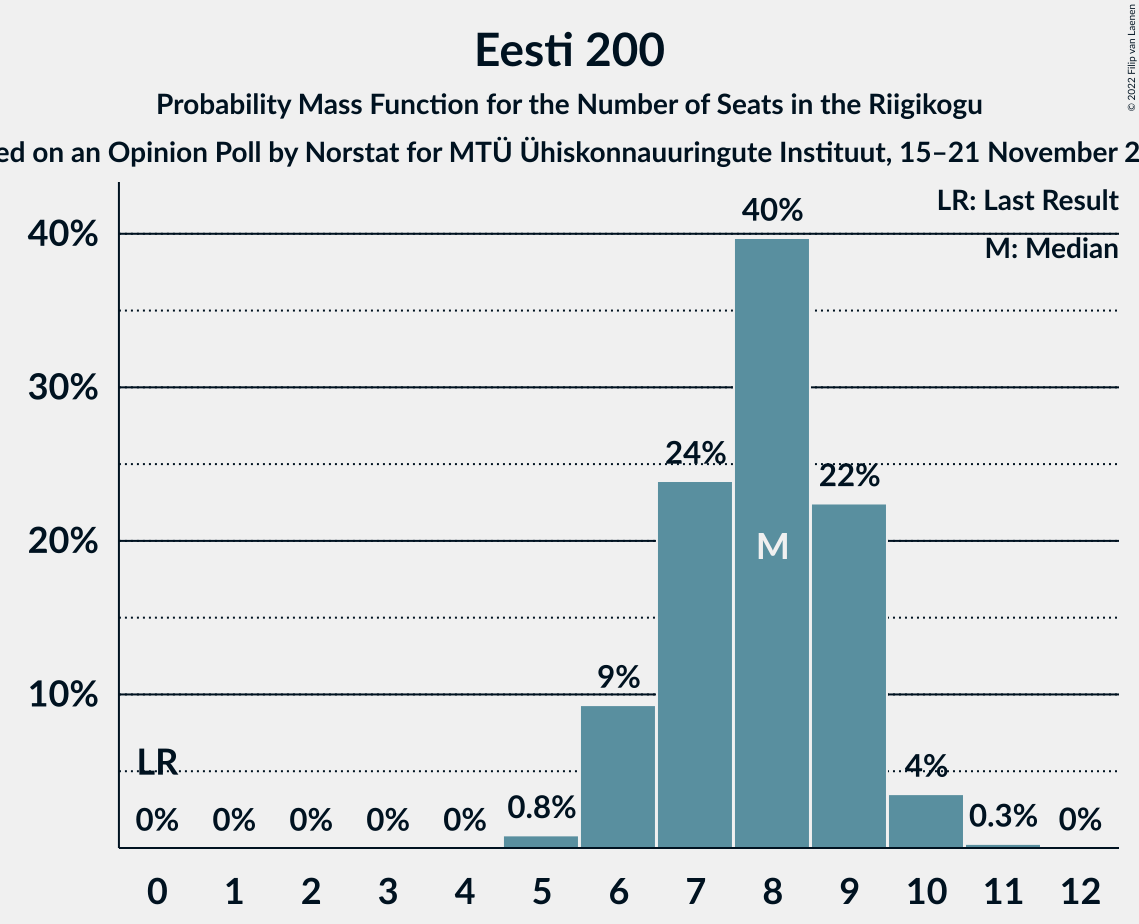 Eesti 200
Probability Mass Function for the Number of Seats in the Riigikogu
ed on an Opinion Poll by Norstat for MTÜ Ühiskonnauuringute Instituut, 15–21 November 2
© 2022 Filip van Laenen
LR: Last Result
M: Median
40%
30%
20%
10%
LR
0% 0% 0% 0% 0% 0.8% 9% 24% 40% 22% 4% 0.3% 0%
M
0 1 2 3 4 5 6 7 8 9 10 11 12